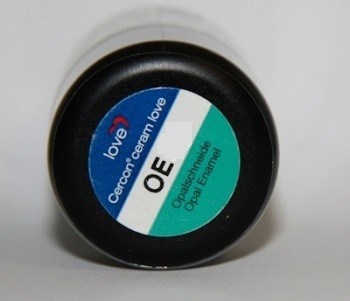 love
Cercon® ceram love
OE
Opalschneide
Opal Enamel